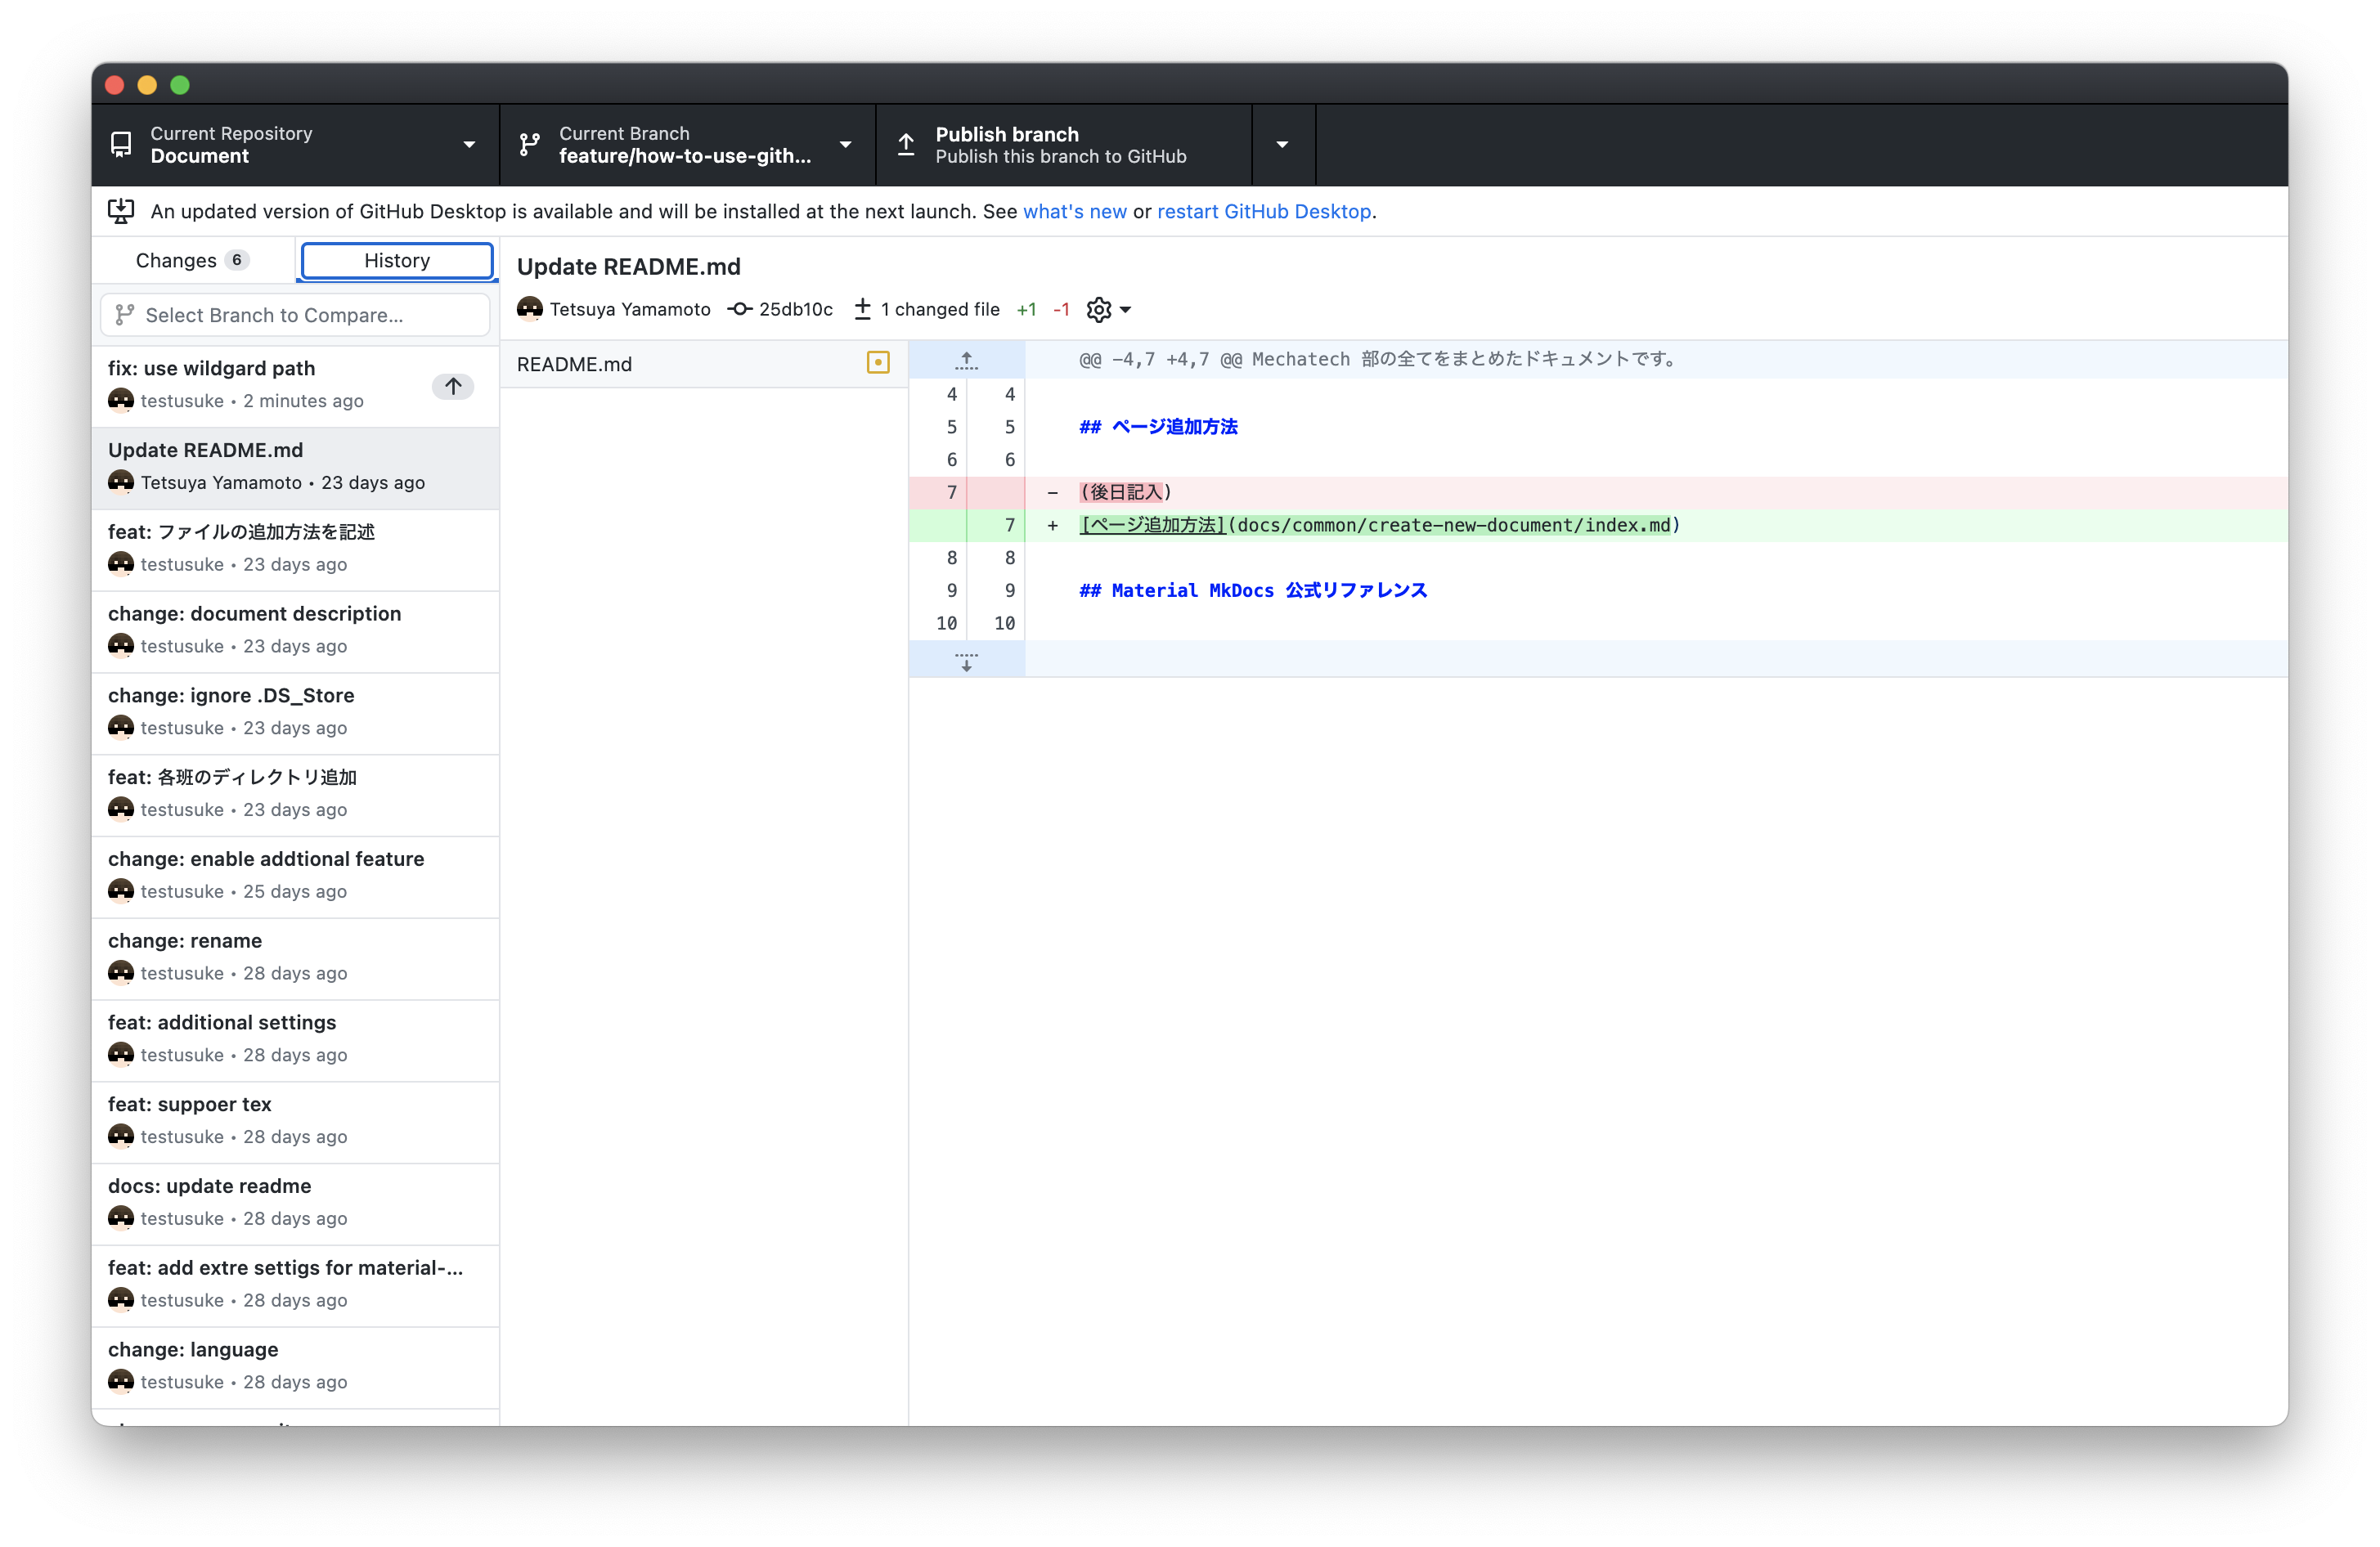 Current Repository
Document
Current Branch
feature/how-to-use-gith...
Publish branch
Publish this branch to GitHub
An updated version of GitHub Desktop is available and will be installed at the next launch. See what's new or restart GitHub Desktop.
Changes 6
History
Select Branch to Compare...
fix: use wildgard path
testusuke • 2 minutes ago
Update README.md
Tetsuya Yamamoto • 23 days ago
feat: ファイルの追加方法を記述
testusuke • 23 days ago
change: document description
testusuke • 23 days ago
change: ignore .DS_Store
testusuke • 23 days ago
feat: 各班のディレクトリ追加
testusuke • 23 days ago
change: enable addtional feature
testusuke • 25 days ago
change: rename
testusuke • 28 days ago
feat: additional settings
testusuke • 28 days ago
feat: suppoer tex
testusuke • 28 days ago
docs: update readme
testusuke • 28 days ago
feat: add extre settigs for material-...
testusuke • 28 days ago
change: language
testusuke • 28 days ago
Update README.md
Tetsuya Yamamoto 25db10c 1 changed file +1 -1
README.md
@@ -4,7 +4,7 @@ Mechatech 部の全てをまとめたドキュメントです。
4 4
5 5 ## ページ追加方法
6 6
7 - (後日記入)
7 + [ページ追加方法](docs/common/create-new-document/index.md)
8 8
9 9 ## Material MkDocs 公式リファレンス
10 10